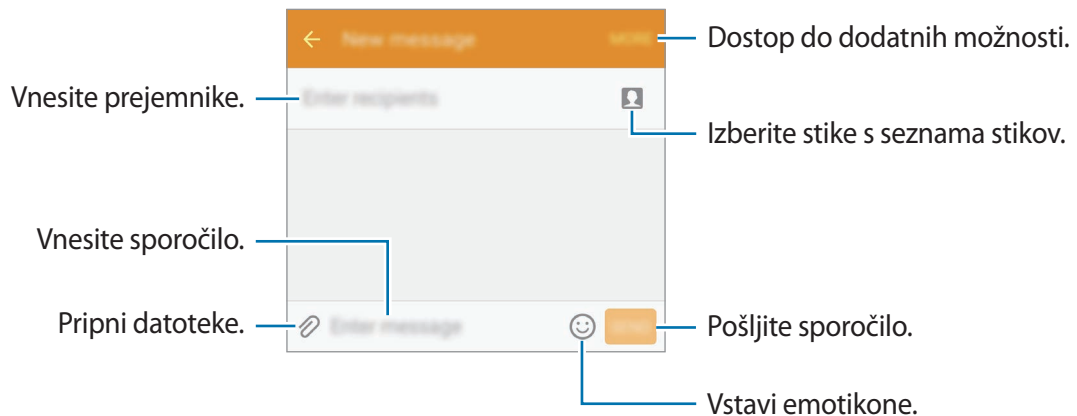 New message
MORE
Dostop do dodatnih možnosti.
Vnesite prejemnike.
Enter recipients
Izberite stike s seznama stikov.
Vnesite sporočilo.
Pripni datoteke.
Enter message
SEND
Pošljite sporočilo.
Vstavi emotikone.